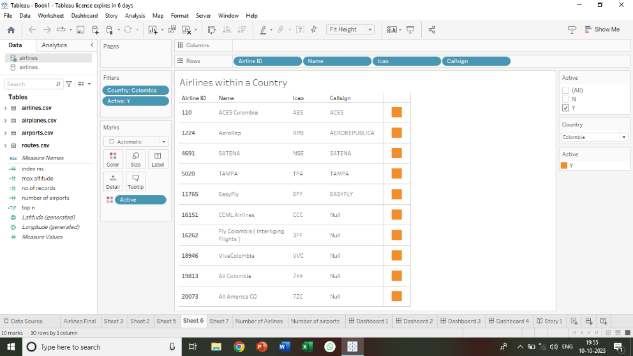 Tableau - Book1 - Tableau license expires in 6 days
File Data Worksheet Dashboard Story Analysis Map Format Server Window Help
Fit Height
Show Me
Data Analytics
airlines
airlines
Search
Tables
airlines.csv
airplanes.csv
airports.csv
routes.csv
Abc Measure Names
index no.
max altitude
no.of records
number of airports
top n
Latitude (generated)
Longitude (generated)
Measure Values
Pages
Filters
Country: Colombia
Active: Y
Marks
Automatic
Color Size Label
Detail Tooltip
Active
Columns
Rows Airline ID Name Icao Callsign
Airlines within a Country
Airline ID Name Icao Callsign
110 ACES Colombia AES ACES
1224 AeroRep RPB AEROREPUBLICA
4691 SATENA NSE SATENA
5020 TAMPA TPA TAMPA
11765 EasyFly EFY EASYFLY
16151 CCML Airlines CCC Null
16262 Fly Colombia ( Interliging Flights ) 3FF Null
18946 VivaColombia VVC Null
19813 All Colombia 7XX Null
20073 All America CO 7ZC Null
Active
(All)
N
Y
Country
Colombia
Active
Y
Data Source Airlines Final Sheet 3 Sheet 2 Sheet 5 Sheet 6 Sheet 7 Number of Airlines Number of airports Dashboard 1 Dashboard 2 Dashboard 3 Dashboard 4 Story 1
10 marks 10 rows by 1 column
Type here to search
ENG
19:55
10-10-2023